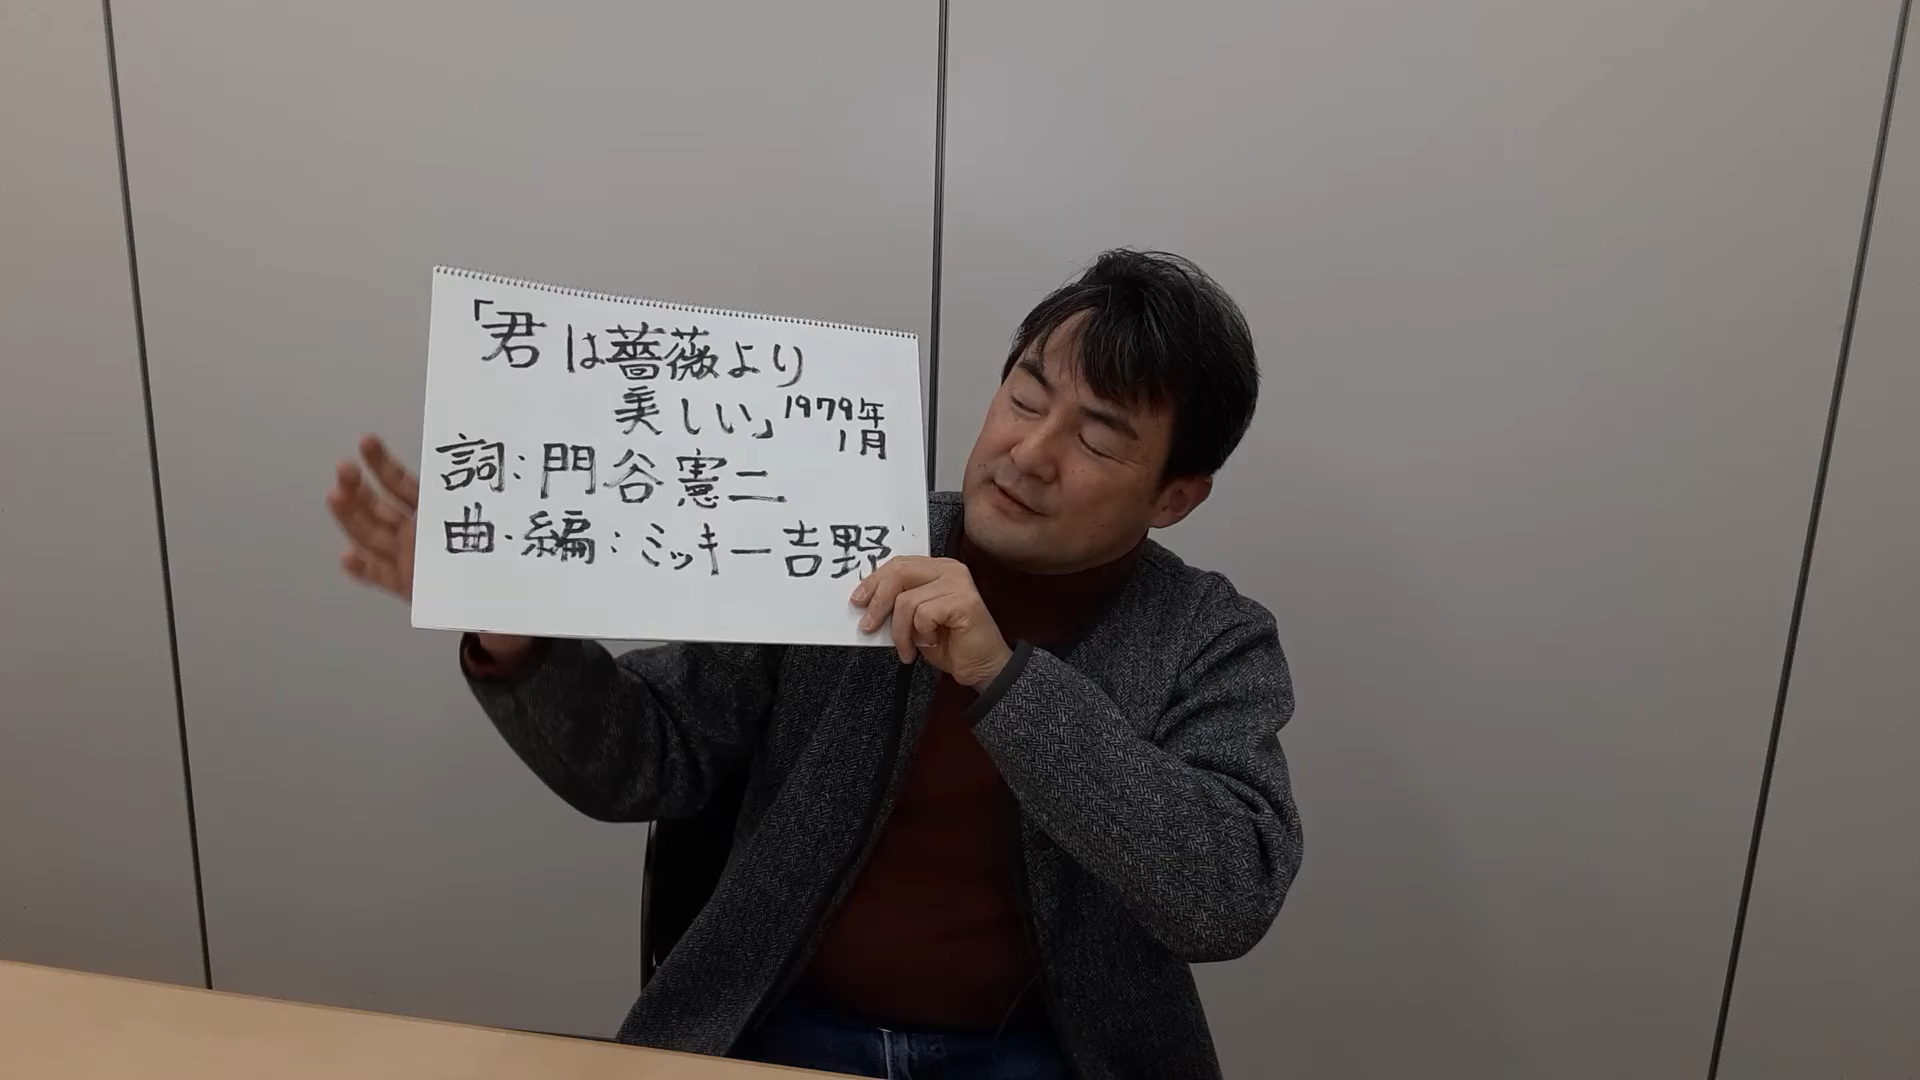 「君は薔薇より
美しい」1979年
1月
詞:門谷憲二
曲・編:ミッキー吉野